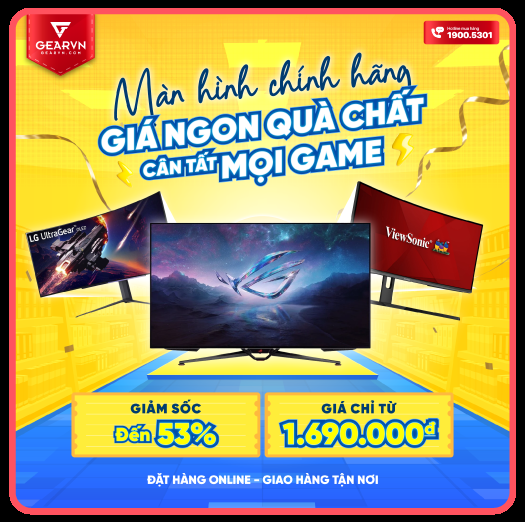 GEARVN
GEARVN.COM
Hotline mua hàng
1900.5301
Màn hình chính hãng
GIÁ NGON QUÀ CHẤT
CÂN TẤT MỌI GAME
LG UltraGear OLED
ViewSonic
GIẢM SỐC
Đến 53%
GIÁ CHỈ TỪ
1.690.000đ
ĐẶT HÀNG ONLINE - GIAO HÀNG TẬN NƠI